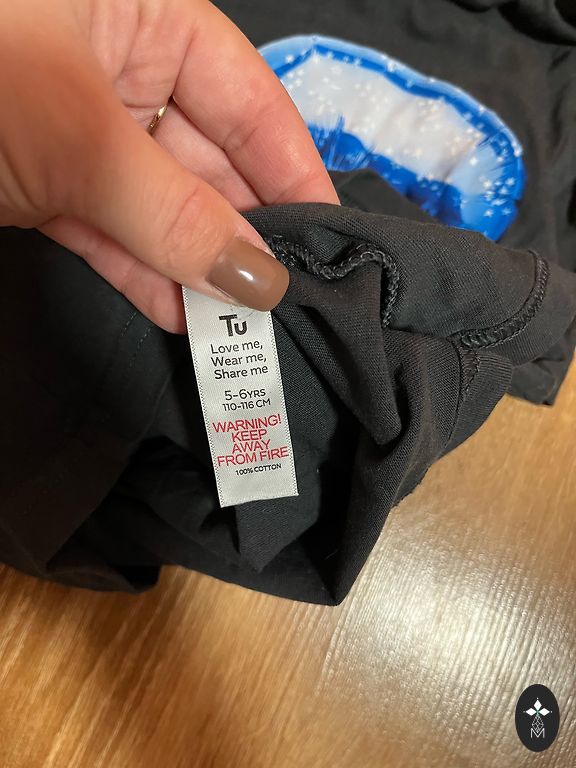 Tu
Love me,
Wear me,
Share me
5-6YRS
110-116 CM
WARNING!
KEEP
AWAY
FROM FIRE
100% COTTON
M